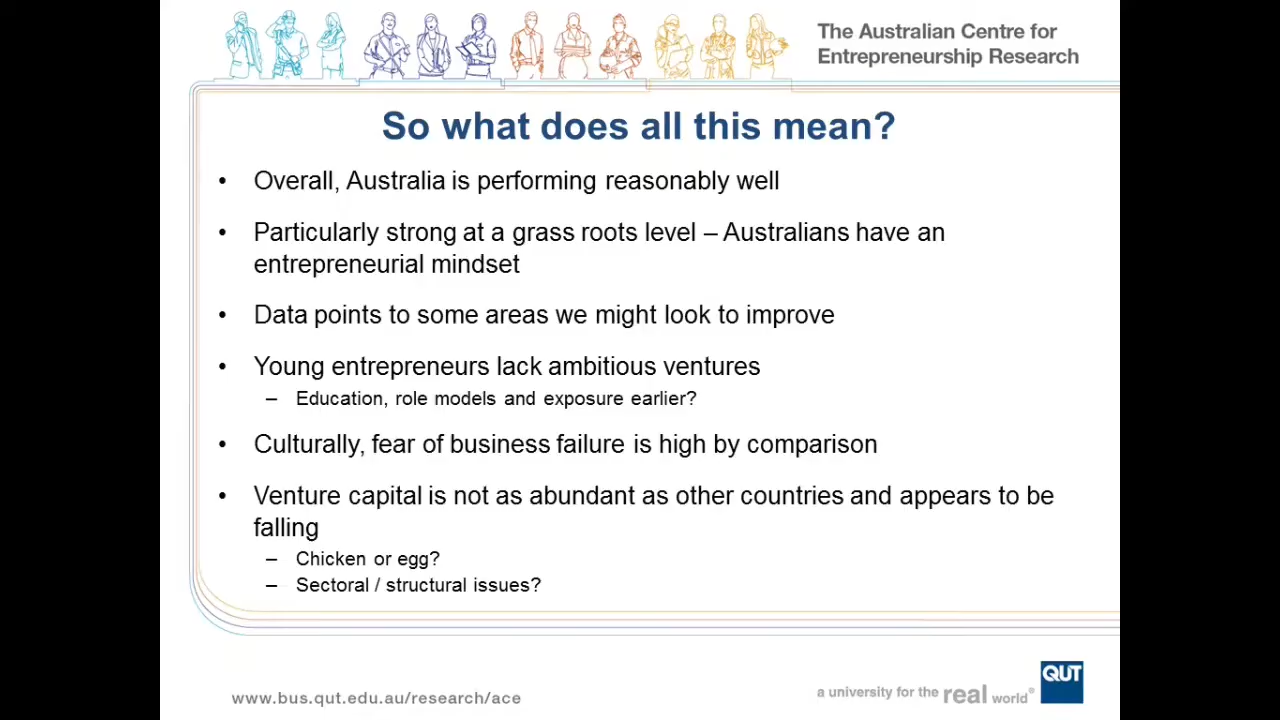 The Australian Centre for
Entrepreneurship Research
So what does all this mean?
• Overall, Australia is performing reasonably well
• Particularly strong at a grass roots level – Australians have an
entrepreneurial mindset
• Data points to some areas we might look to improve
• Young entrepreneurs lack ambitious ventures
– Education, role models and exposure earlier?
• Culturally, fear of business failure is high by comparison
• Venture capital is not as abundant as other countries and appears to be
falling
– Chicken or egg?
– Sectoral / structural issues?
www.bus.qut.edu.au/research/ace
a university for the real world®
QUT